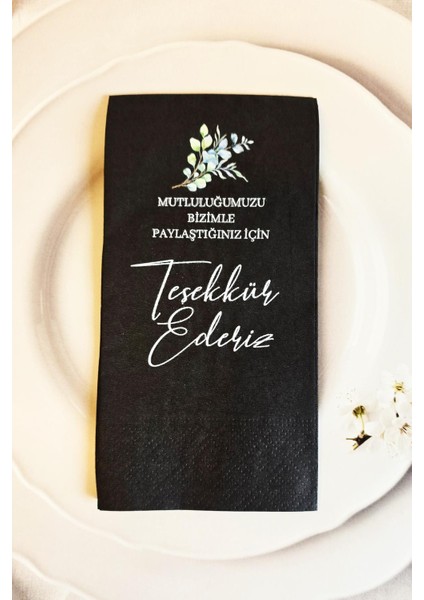 MUTLULUĞUMUZU
BİZİMLE
PAYLAŞTIĞINIZ İÇİN
Teşekkür
Ederiz